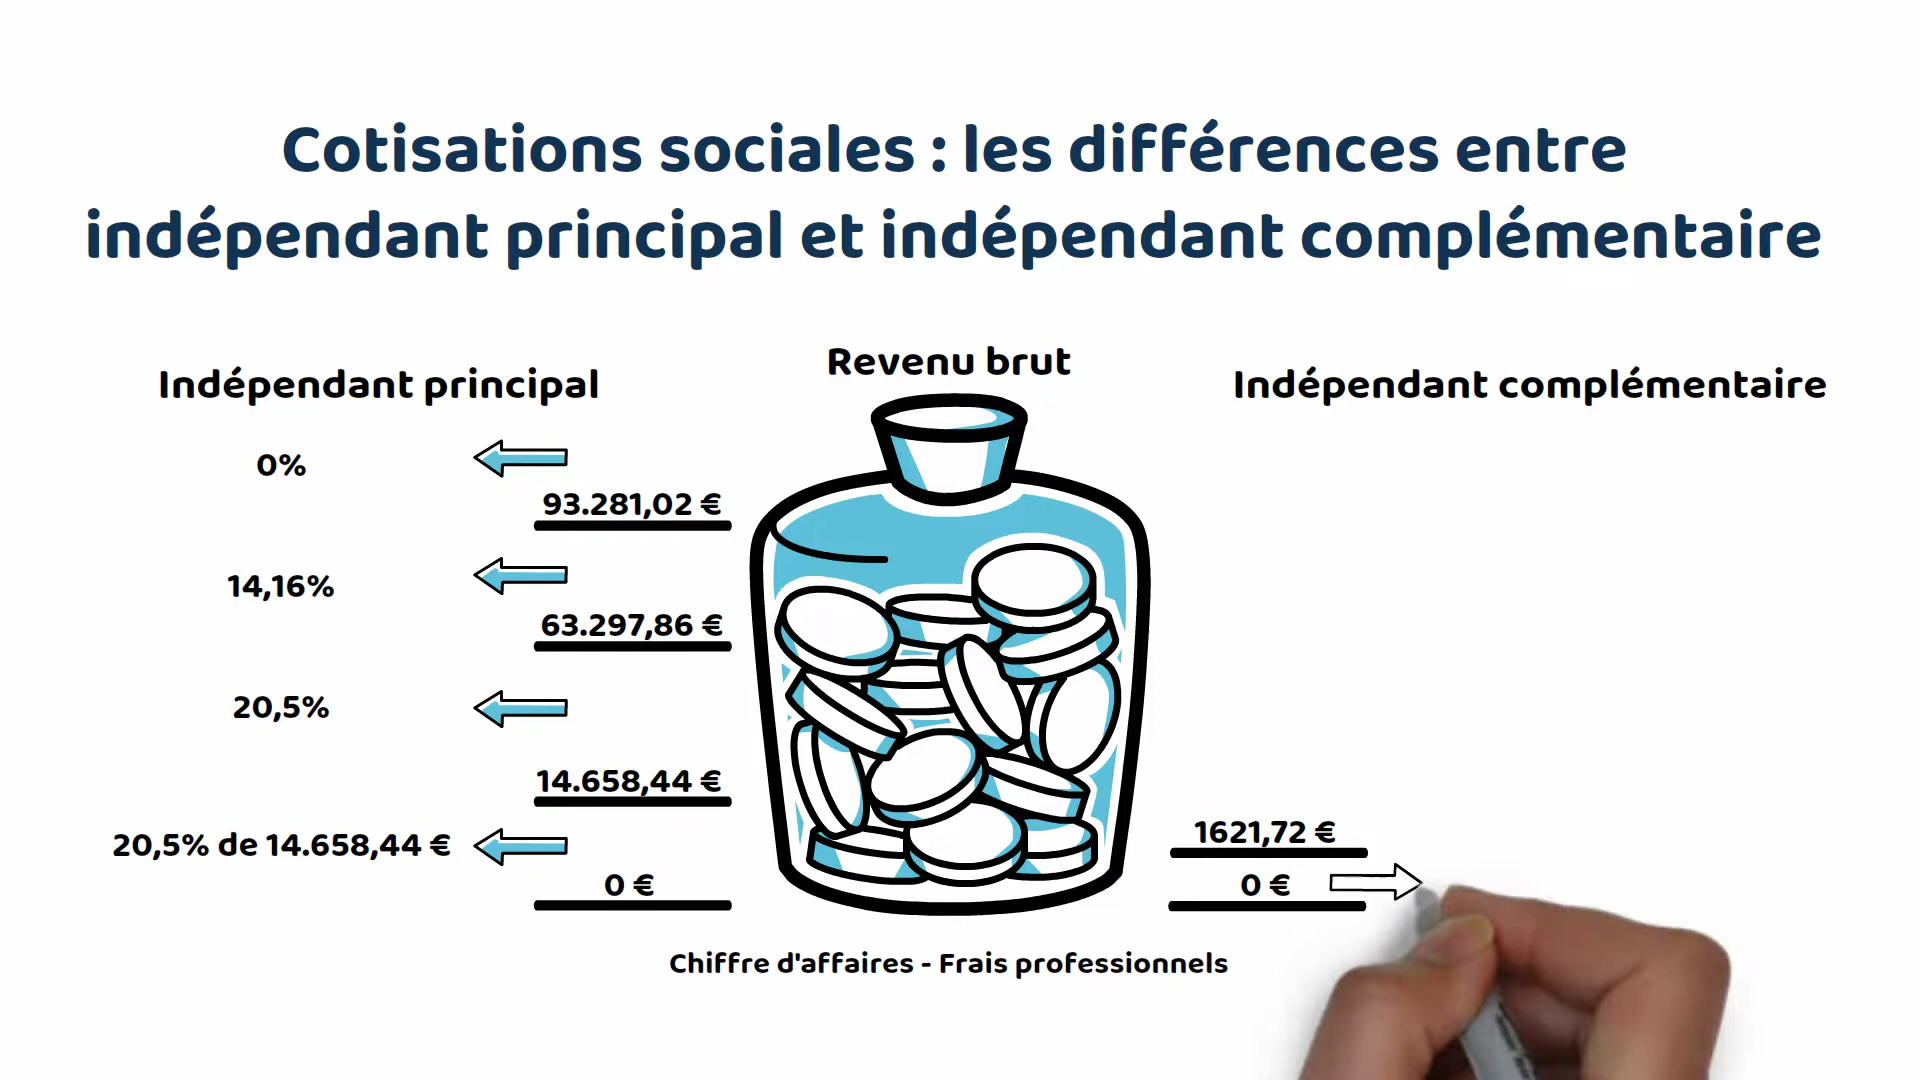 Cotisations sociales : les différences entre
indépendant principal et indépendant complémentaire
Revenu brut
Indépendant principal
Indépendant complémentaire
0%
93.281,02 €
14,16%
63.297,86 €
20,5%
14.658,44 €
20,5% de 14.658,44 €
0 €
1621,72 €
0 €
Chiffre d'affaires - Frais professionnels